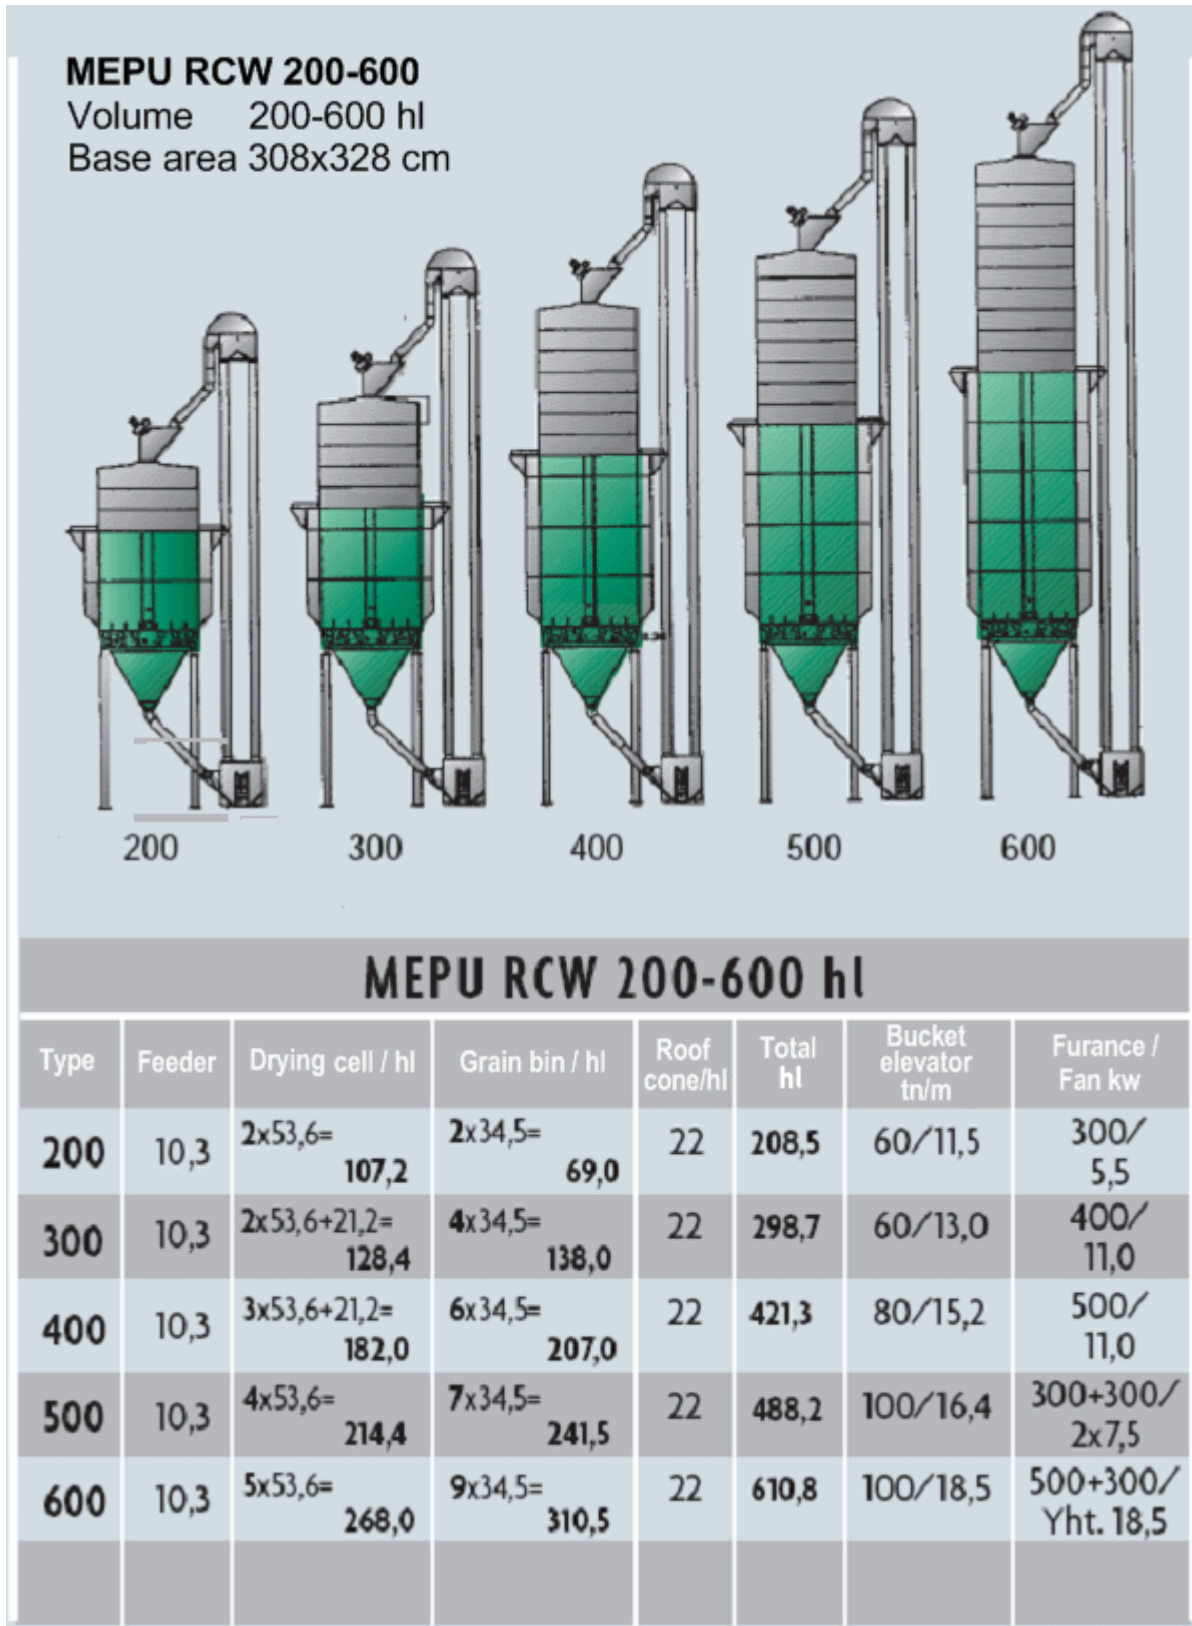 MEPU RCW 200-600
Volume 200-600 hl
Base area 308x328 cm
200 300 400 500 600
MEPU RCW 200-600 hl
Type Feeder Drying cell / hl Grain bin / hl Roof cone/hl Total hl Bucket elevator tn/m Furance / Fan kw
200 10,3 2x53,6= 107,2 2x34,5= 69,0 22 208,5 60/11,5 300/ 5,5
300 10,3 2x53,6+21,2= 128,4 4x34,5= 138,0 22 298,7 60/13,0 400/ 11,0
400 10,3 3x53,6+21,2= 182,0 6x34,5= 207,0 22 421,3 80/15,2 500/ 11,0
500 10,3 4x53,6= 214,4 7x34,5= 241,5 22 488,2 100/16,4 300+300/ 2x7,5
600 10,3 5x53,6= 268,0 9x34,5= 310,5 22 610,8 100/18,5 500+300/ Yht. 18,5